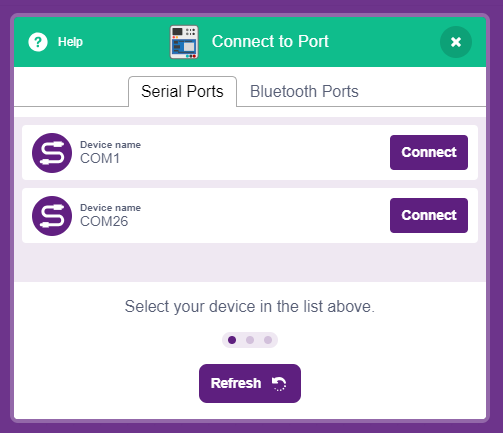 ? Help
Connect to Port
Serial Ports
Bluetooth Ports
Device name
COM1
Connect
Device name
COM26
Connect
Select your device in the list above.
Refresh